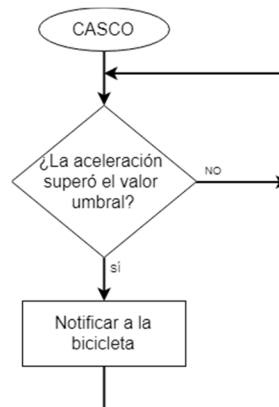 CASCO
¿La aceleración
superó el valor
umbral?
NO
sí
Notificar a la
bicicleta